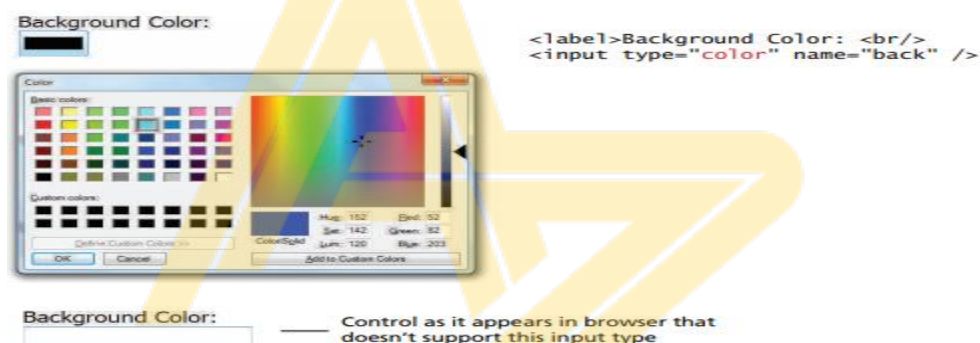 Background Color:
<label>Background Color: <br/>
<input type="color" name="back" />
Color
Basic colors:
Custom colors:
Define Custom Colors >>
OK
Cancel
Color|Solid
Hue: 152
Sat: 142
Lum: 120
Red: 52
Green: 82
Blue: 203
Add to Custom Colors
Background Color:
Control as it appears in browser that
doesn't support this input type